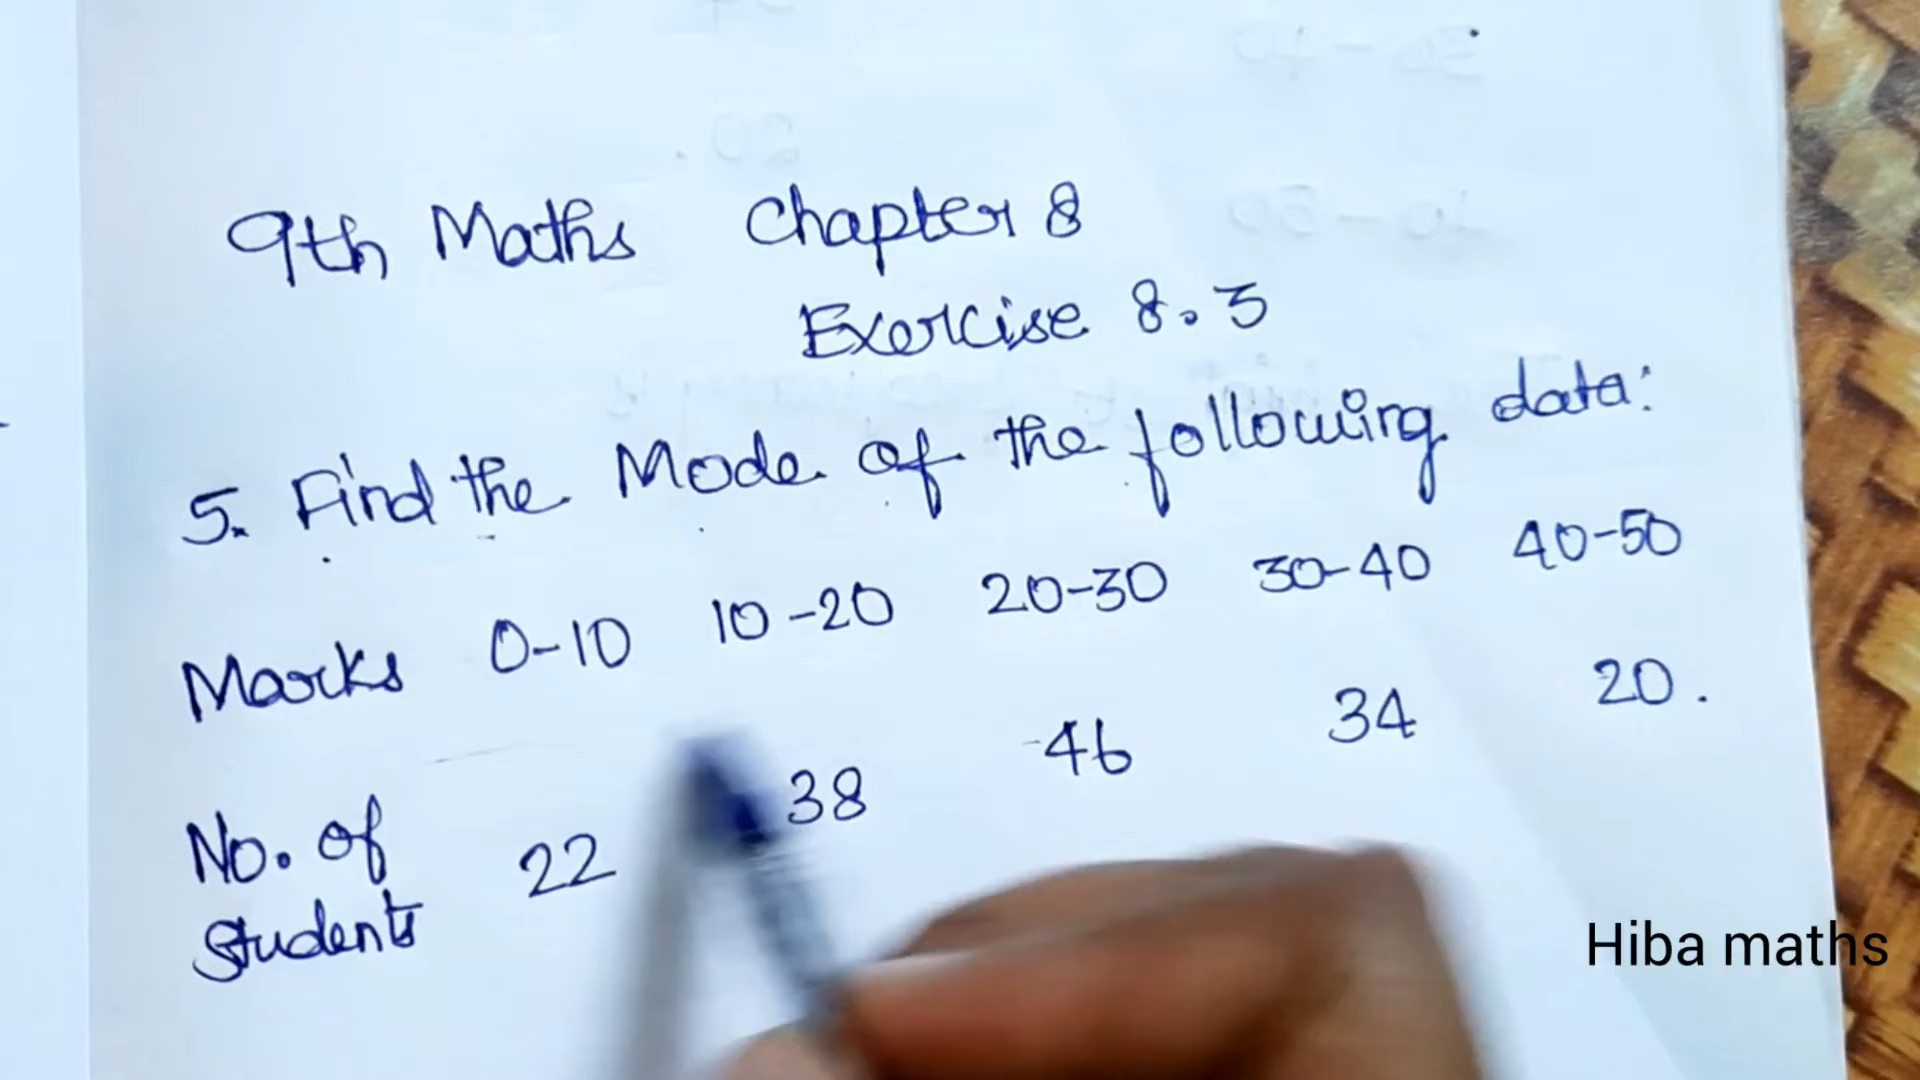 9th Maths Chapter 8
Exercise 8.3
5. Find the Mode of the following data:
Marks 0-10 10-20 20-30 30-40 40-50
No. of
Students 22 38 46 34 20.
Hiba maths